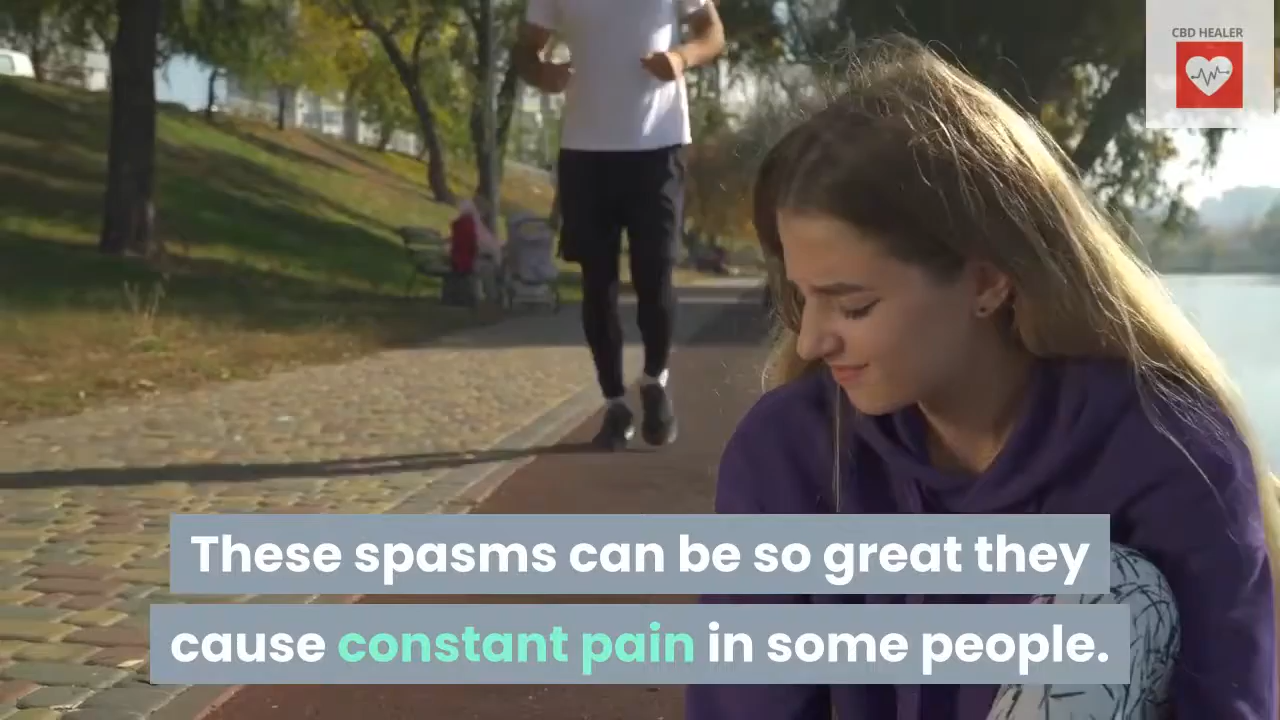 CBD HEALER
These spasms can be so great they
cause constant pain in some people.